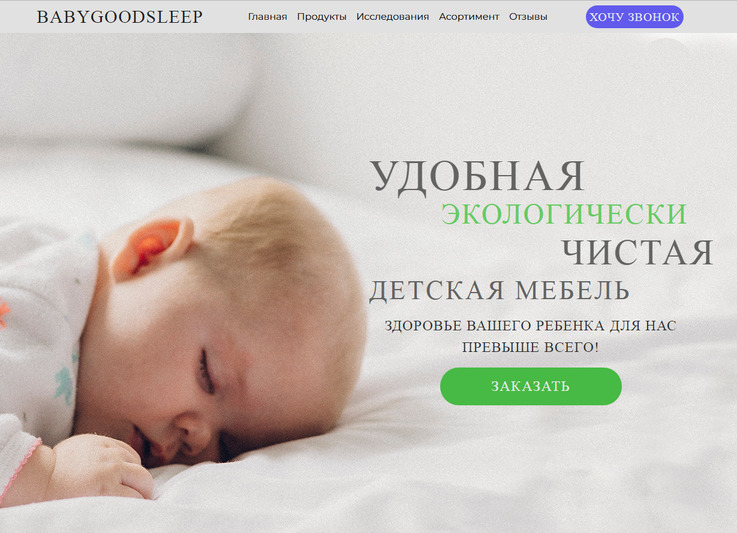 BABYGOODSLEEP Главная Продукты Исследования Асортимент Отзывы ХОЧУ ЗВОНОК
УДОБНАЯ
ЭКОЛОГИЧЕСКИ
ЧИСТАЯ
ДЕТСКАЯ МЕБЕЛЬ
ЗДОРОВЬЕ ВАШЕГО РЕБЕНКА ДЛЯ НАС
ПРЕВЫШЕ ВСЕГО!
ЗАКАЗАТЬ